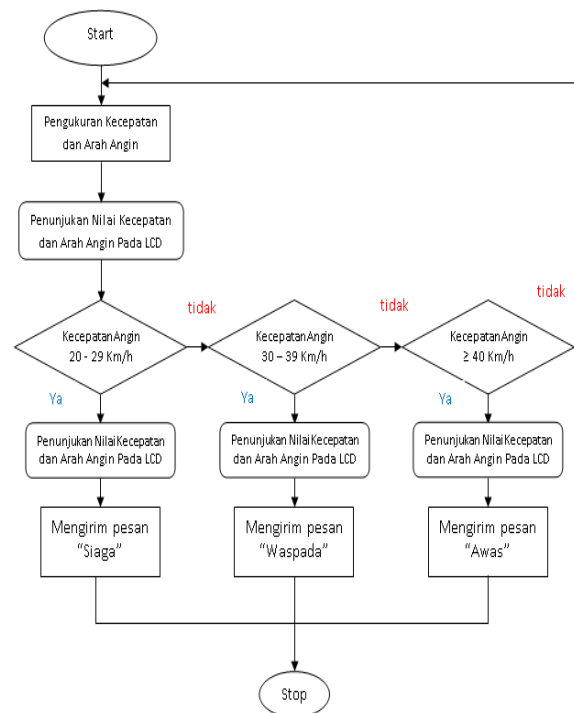 Start
Pengukuran Kecepatan
dan Arah Angin
Penunjukan Nilai Kecepatan
dan Arah Angin Pada LCD
tidak
tidak
tidak
Kecepatan Angin
20 - 29 Km/h
Kecepatan Angin
30 – 39 Km/h
Kecepatan Angin
≥ 40 Km/h
Ya
Ya
Ya
Penunjukan Nilai Kecepatan
dan Arah Angin Pada LCD
Penunjukan Nilai Kecepatan
dan Arah Angin Pada LCD
Penunjukan Nilai Kecepatan
dan Arah Angin Pada LCD
Mengirim pesan
“Siaga”
Mengirim pesan
“Waspada”
Mengirim pesan
“Awas”
Stop